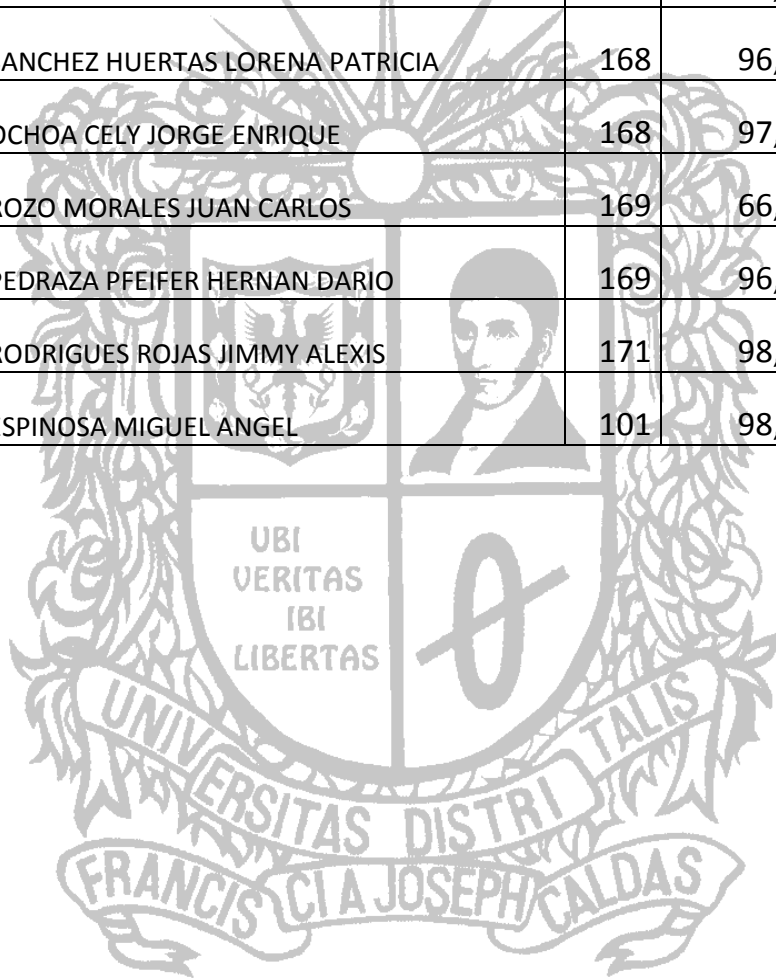 ANCHEZ HUERTAS LORENA PATRICIA 168 96,
OCHOA CELY JORGE ENRIQUE 168 97,
ROZO MORALES JUAN CARLOS 169 66,
PEDRAZA PFEIFER HERNAN DARIO 169 96,
RODRIGUES ROJAS JIMMY ALEXIS 171 98,
ESPINOSA MIGUEL ANGEL 101 98,
UBI
VERITAS
IBI
LIBERTAS
UNIVERSITAS DISTRITALIS
FRANCISCI A JOSEPH CALDAS